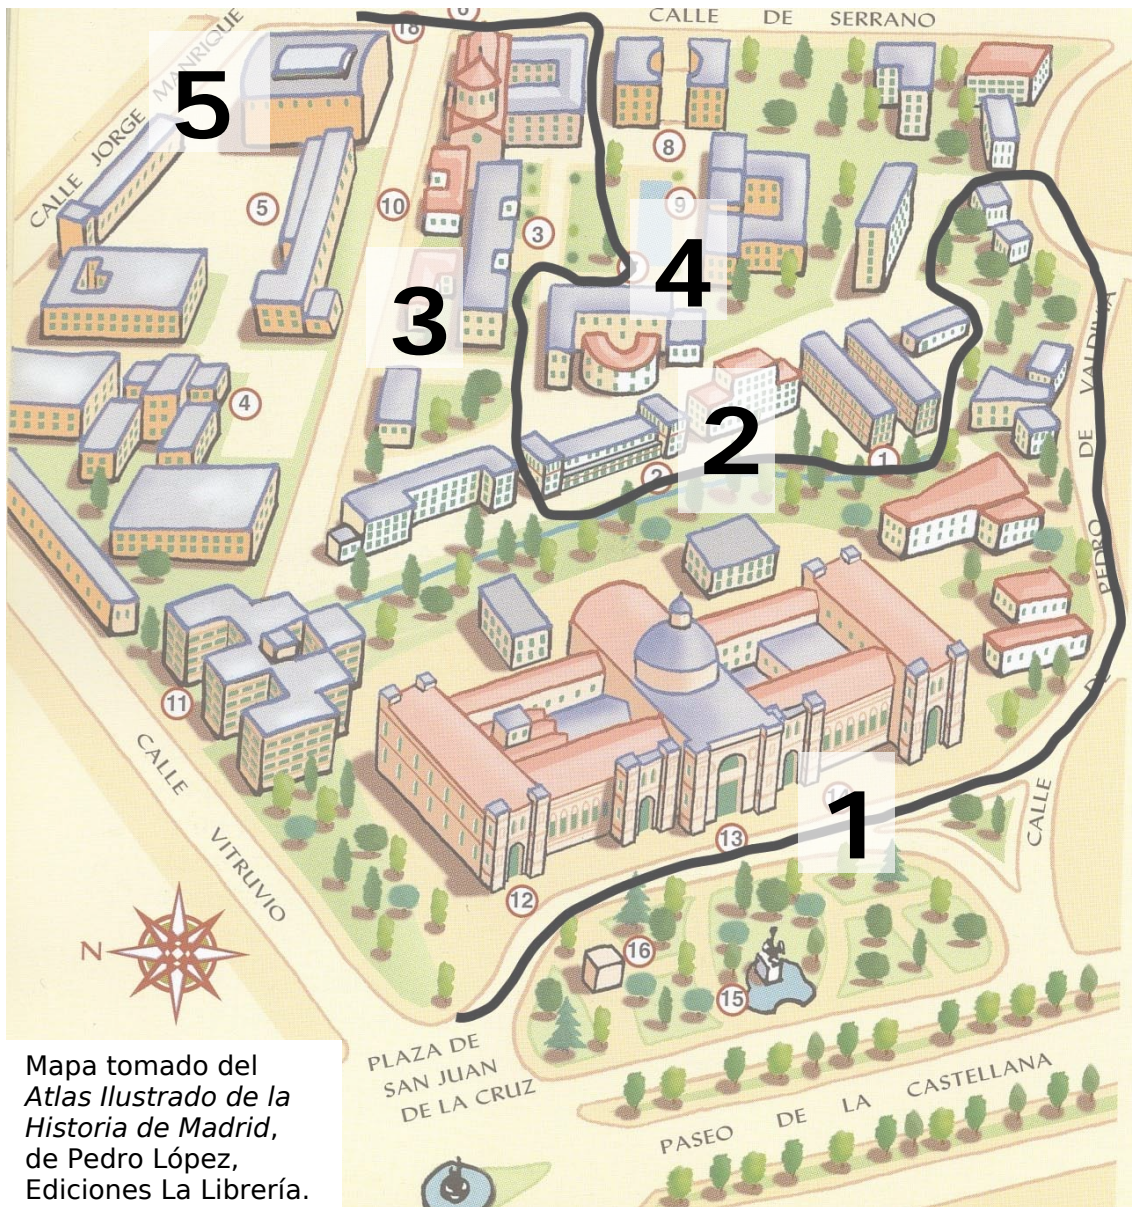 CALLE DE SERRANO
6
18
CALLE JORGE MANRIQUE
5
8
5
10
9
3
4
3
4
2
2
1
CALLE DE PEDRO DE VALDIVIA
11
CALLE VITRUVIO
1
14
13
12
N
16
15
PLAZA DE
SAN JUAN
DE LA CRUZ
PASEO DE LA CASTELLANA
Mapa tomado del
Atlas Ilustrado de la
Historia de Madrid,
de Pedro López,
Ediciones La Librería.